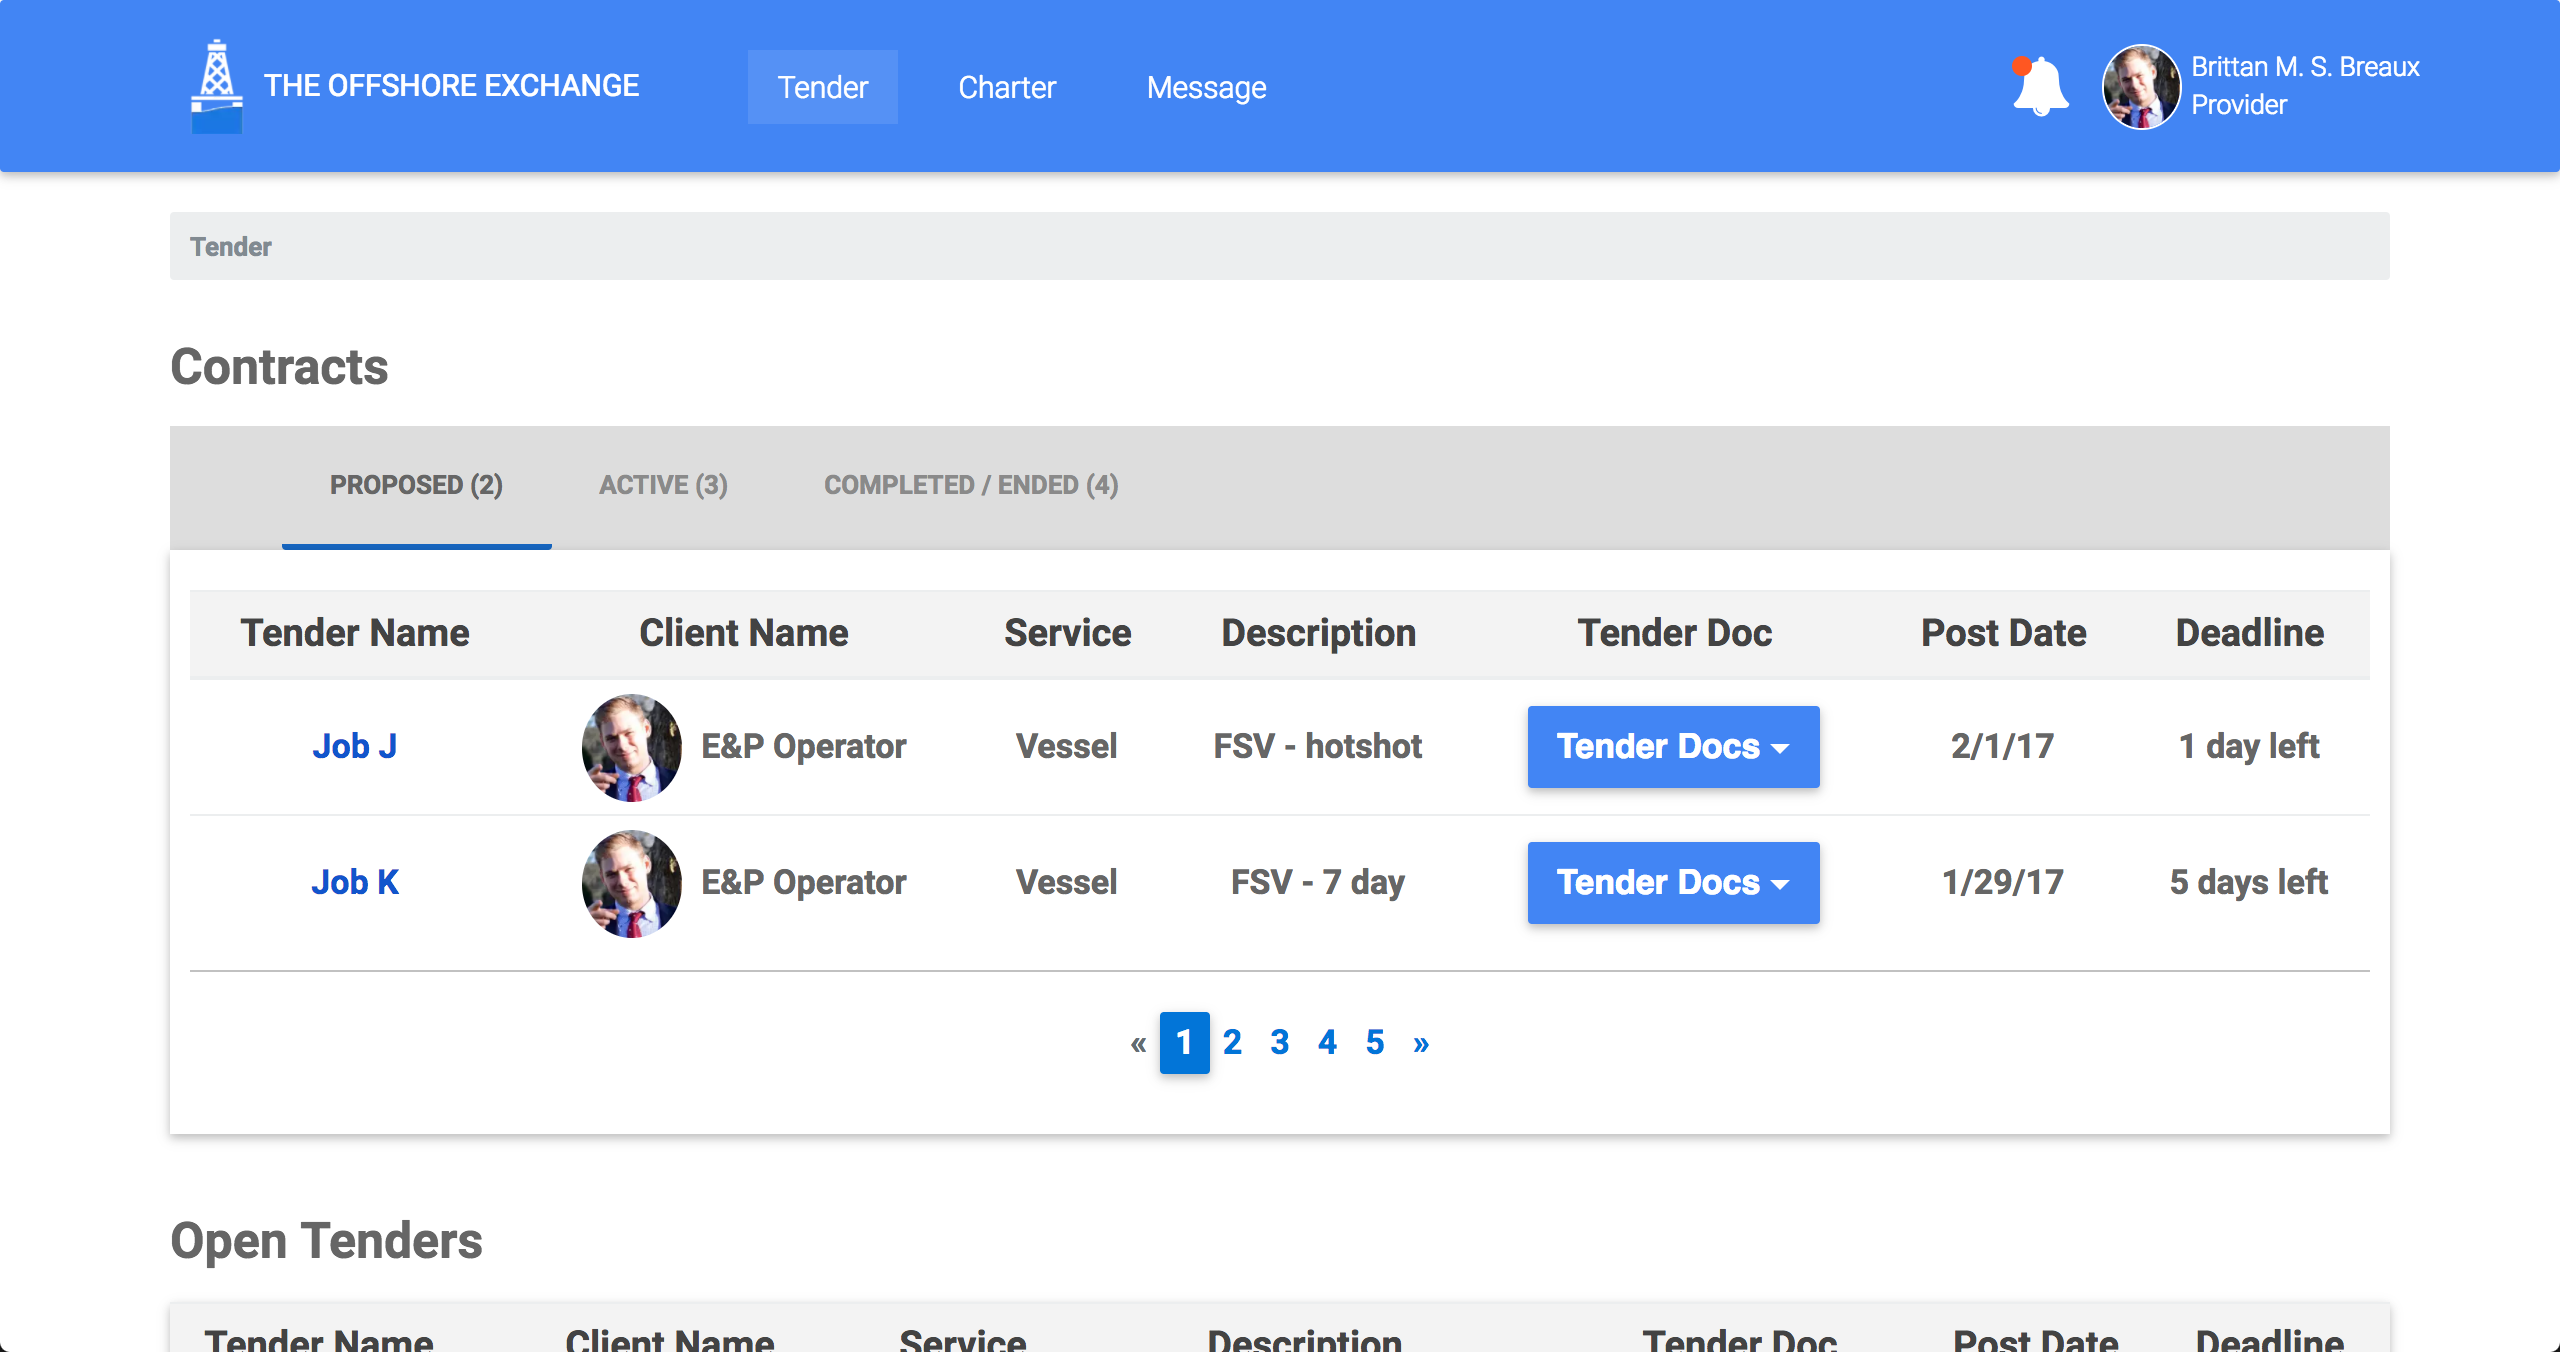 THE OFFSHORE EXCHANGE
Tender
Charter
Message
Brittan M. S. Breaux
Provider
Tender
Contracts
PROPOSED (2)
ACTIVE (3)
COMPLETED / ENDED (4)
Tender Name Client Name Service Description Tender Doc Post Date Deadline
Job J E&P Operator Vessel FSV - hotshot Tender Docs 2/1/17 1 day left
Job K E&P Operator Vessel FSV - 7 day Tender Docs 1/29/17 5 days left
« 1 2 3 4 5 »
Open Tenders
Tender Name Client Name Service Description Tender Doc Post Date Deadline